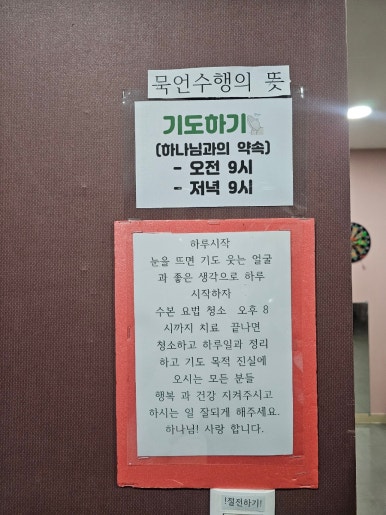 묵언수행의 뜻
기도하기
(하나님과의 약속)
- 오전 9시
- 저녁 9시
하루시작
눈을 뜨면 기도 웃는 얼굴
과 좋은 생각으로 하루
시작하자
수본 요법 청소 오후 8
시까지 치료 끝나면
청소하고 하루일과 정리
하고 기도 목적 진실에
오시는 모든 분들
행복 과 건강 지켜주시고
하시는 일 잘되게 해주세요.
하나님! 사랑 합니다.
!절전하기!